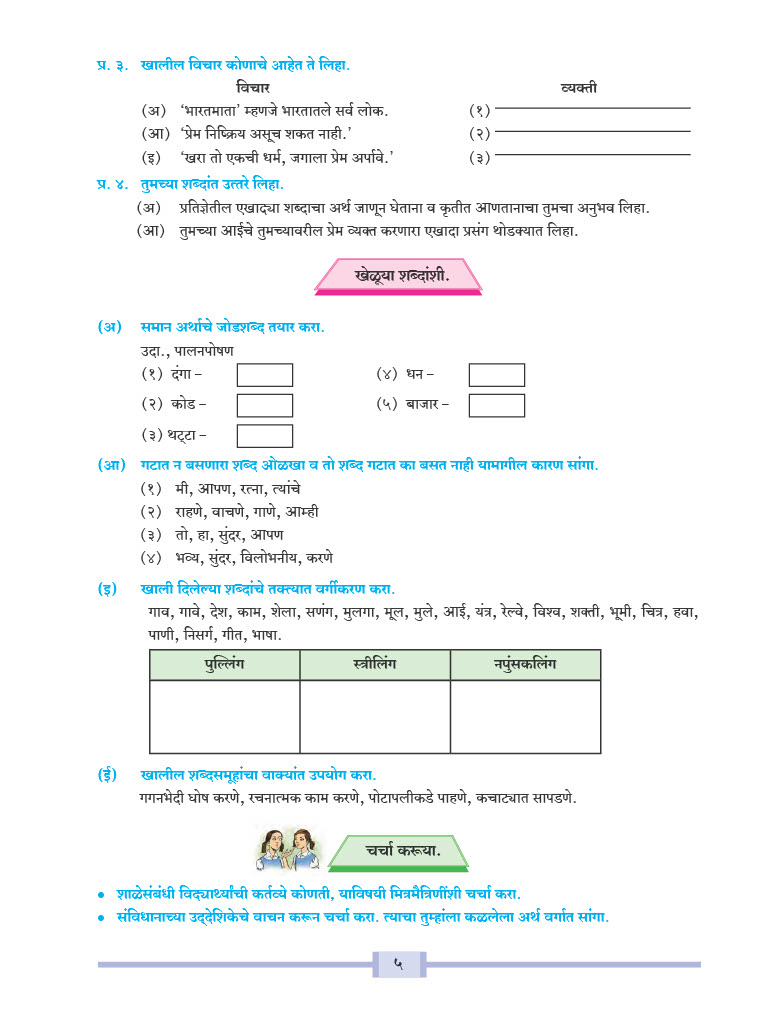 प्र. ३. खालील विचार कोणाचे आहेत ते लिहा.
विचार व्यक्ती
(अ) ‘भारतमाता’ म्हणजे भारतातले सर्व लोक. (१)
(आ) ‘प्रेम निष्क्रिय असूच शकत नाही.’ (२)
(इ) ‘खरा तो एकची धर्म, जगाला प्रेम अर्पावे.’ (३)
प्र. ४. तुमच्या शब्दांत उत्तरे लिहा.
(अ) प्रतिज्ञेतील एखाद्या शब्दाचा अर्थ जाणून घेताना व कृतीत आणतानाचा तुमचा अनुभव लिहा.
(आ) तुमच्या आईचे तुमच्यावरील प्रेम व्यक्त करणारा एखादा प्रसंग थोडक्यात लिहा.
खेळूया शब्दांशी.
(अ) समान अर्थाचे जोडशब्द तयार करा.
उदा., पालनपोषण
(१) दंगा – (४) धन –
(२) कोड – (५) बाजार –
(३) थट्टा –
(आ) गटात न बसणारा शब्द ओळखा व तो शब्द गटात का बसत नाही यामागील कारण सांगा.
(१) मी, आपण, रत्ना, त्यांचे
(२) राहणे, वाचणे, गाणे, आम्ही
(३) तो, हा, सुंदर, आपण
(४) भव्य, सुंदर, विलोभनीय, करणे
(इ) खाली दिलेल्या शब्दांचे तक्त्यात वर्गीकरण करा.
गाव, गावे, देश, काम, शेला, सणंग, मुलगा, मूल, मुले, आई, यंत्र, रेल्वे, विश्व, शक्ती, भूमी, चित्र, हवा,
पाणी, निसर्ग, गीत, भाषा.
पुल्लिंग स्त्रीलिंग नपुंसकलिंग
(ई) खालील शब्दसमूहांचा वाक्यांत उपयोग करा.
गगनभेदी घोष करणे, रचनात्मक काम करणे, पोटापलीकडे पाहणे, कचाट्यात सापडणे.
चर्चा करूया.
• शाळेसंबंधी विद्यार्थ्यांची कर्तव्ये कोणती, याविषयी मित्रमैत्रिणींशी चर्चा करा.
• संविधानाच्या उद्‌देशिकेचे वाचन करून चर्चा करा. त्याचा तुम्हांला कळलेला अर्थ वर्गात सांगा.
५